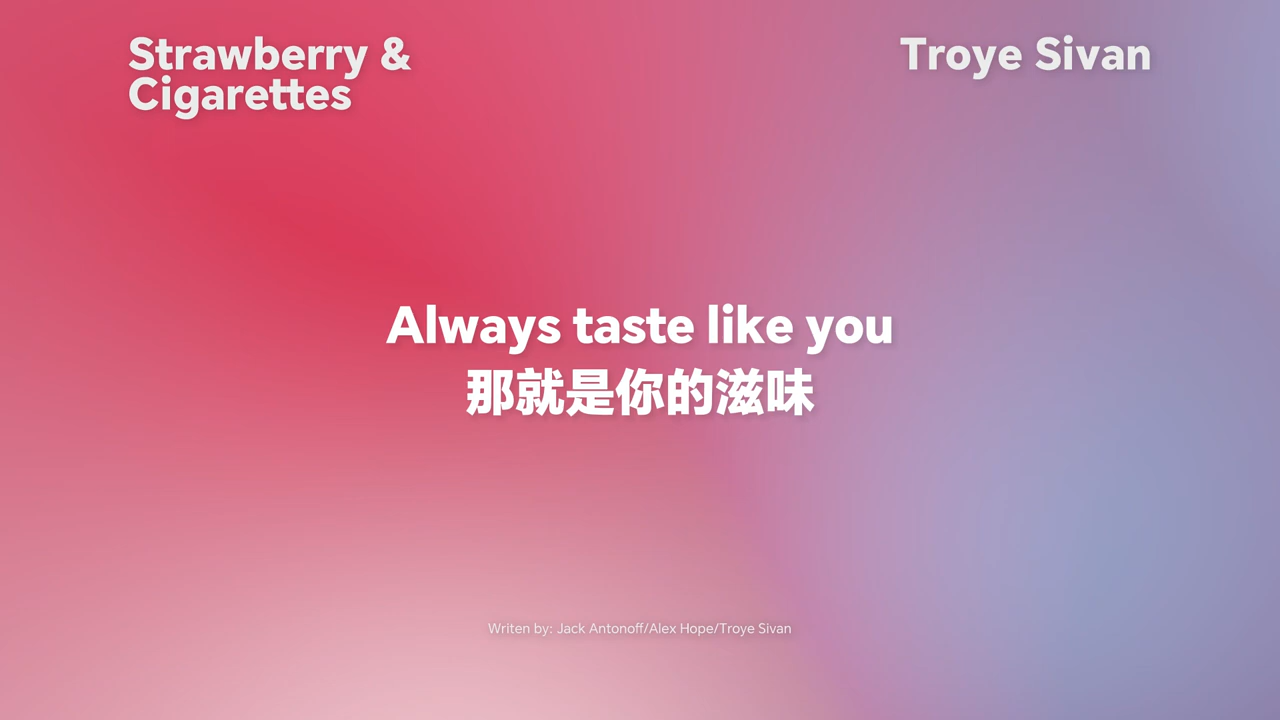 Strawberry &
Cigarettes
Troye Sivan
Always taste like you
那就是你的滋味
Writen by: Jack Antonoff/Alex Hope/Troye Sivan